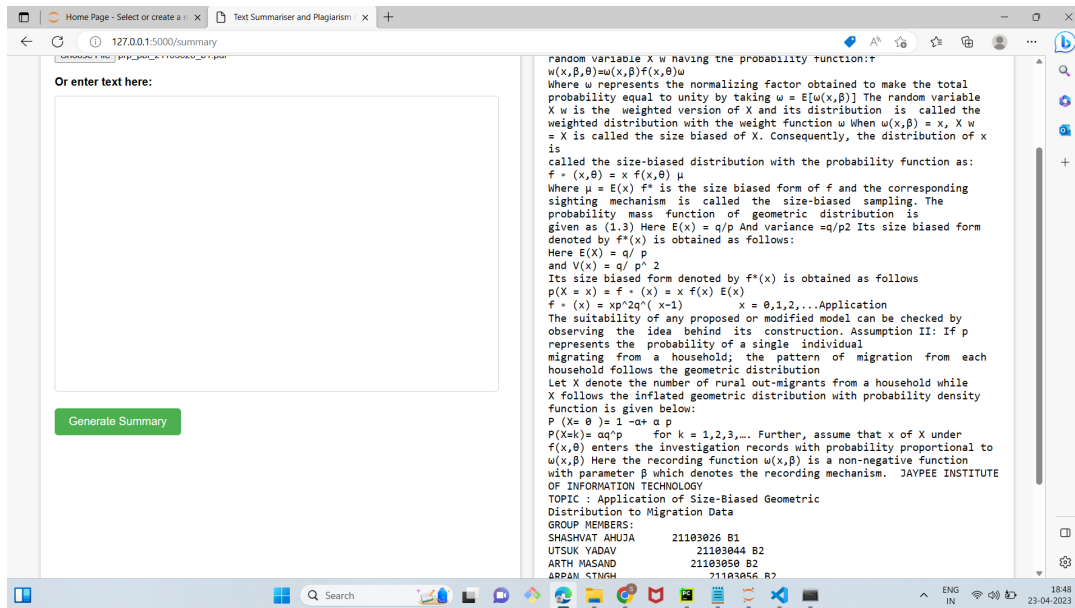 Home Page - Select or create a n
Text Summariser and Plagiarism
127.0.0.1:5000/summary
Choose File prp_pbl_21103026_b1.pdf
Or enter text here:
Generate Summary
random variable X w having the probability function:f
w(x,β,θ)=ω(x,β)f(x,θ)ω
Where ω represents the normalizing factor obtained to make the total
probability equal to unity by taking ω = E[ω(x,β)] The random variable
X w is the weighted version of X and its distribution is called the
weighted distribution with the weight function ω When ω(x,β) = x, X w
= X is called the size biased of X. Consequently, the distribution of x
is
called the size-biased distribution with the probability function as:
f ∗ (x,θ) = x f(x,θ) μ
Where μ = E(x) f* is the size biased form of f and the corresponding
sighting mechanism is called the size-biased sampling. The
probability mass function of geometric distribution is
given as (1.3) Here E(x) = q/p And variance =q/p2 Its size biased form
denoted by f*(x) is obtained as follows:
Here E(X) = q/ p
and V(x) = q/ p^ 2
Its size biased form denoted by f*(x) is obtained as follows
p(X = x) = f ∗ (x) = x f(x) E(x)
f ∗ (x) = xp^2q^( x-1) x = 0,1,2,...Application
The suitability of any proposed or modified model can be checked by
observing the idea behind its construction. Assumption II: If p
represents the probability of a single individual
migrating from a household; the pattern of migration from each
household follows the geometric distribution
Let X denote the number of rural out-migrants from a household while
X follows the inflated geometric distribution with probability density
function is given below:
P (X= 0 )= 1 -α+ α p
P(X=k)= αq^p for k = 1,2,3,…. Further, assume that x of X under
f(x,θ) enters the investigation records with probability proportional to
ω(x,β) Here the recording function ω(x,β) is a non-negative function
with parameter β which denotes the recording mechanism. JAYPEE INSTITUTE
OF INFORMATION TECHNOLOGY
TOPIC : Application of Size-Biased Geometric
Distribution to Migration Data
GROUP MEMBERS:
SHASHVAT AHUJA 21103026 B1
UTSUK YADAV 21103044 B2
ARTH MASAND 21103050 B2
ARPAN SINGH 21103056 B2
Search
ENG
IN
18:48
23-04-2023